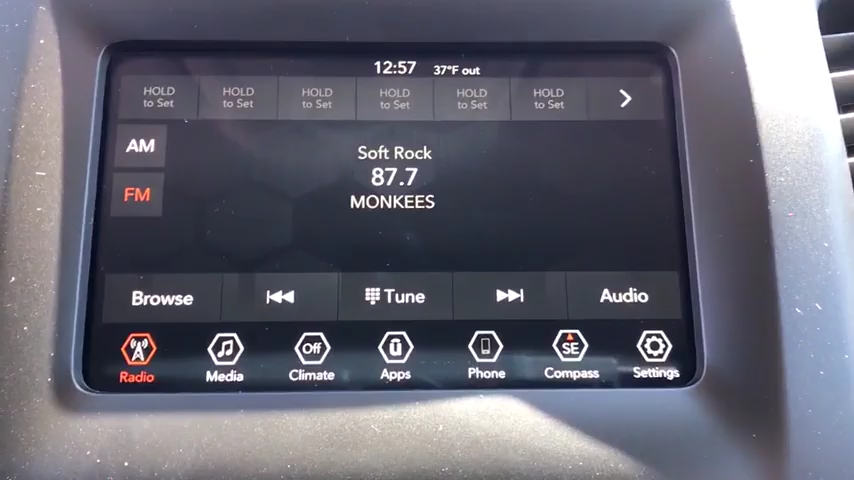 12:57 37°F out
HOLD to Set HOLD to Set HOLD to Set HOLD to Set HOLD to Set HOLD to Set
AM
Soft Rock
87.7
FM
MONKEES
Browse Tune Audio
Off SE
Radio Media Climate Apps Phone Compass Settings